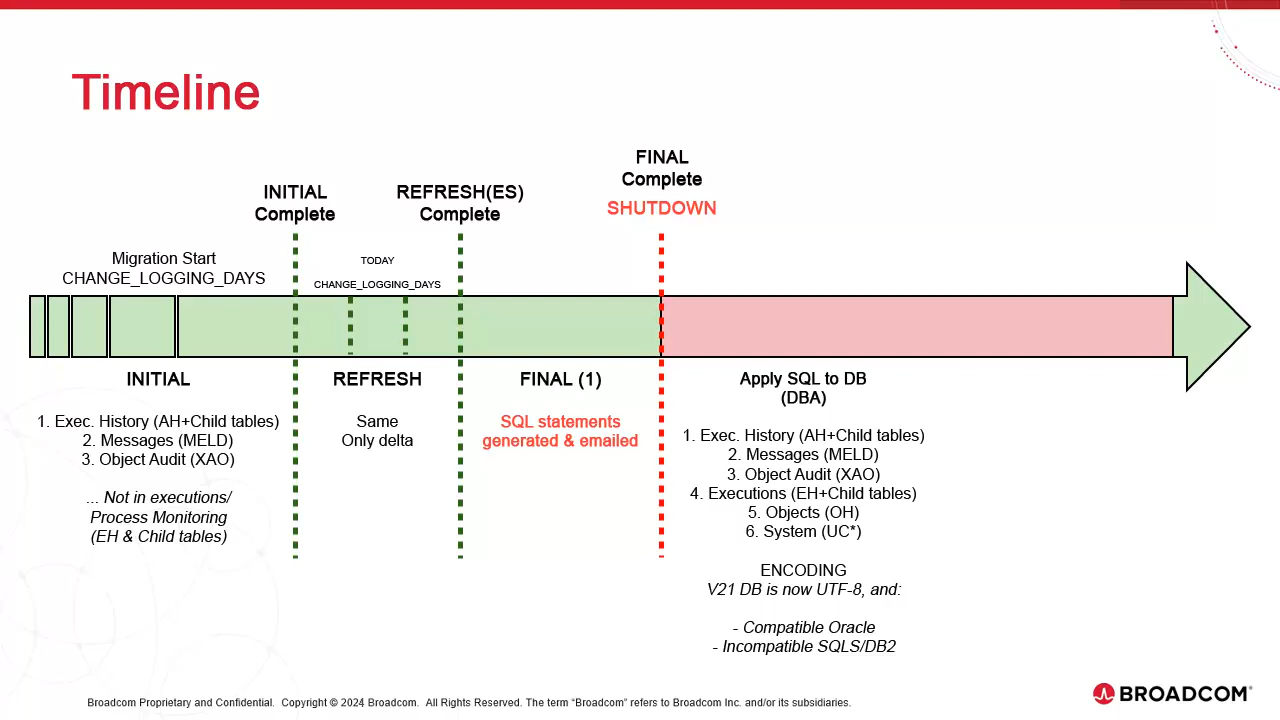 Timeline
FINAL
Complete
SHUTDOWN
INITIAL
Complete
REFRESH(ES)
Complete
Migration Start
CHANGE_LOGGING_DAYS
TODAY
CHANGE_LOGGING_DAYS
INITIAL
1. Exec. History (AH+Child tables)
2. Messages (MELD)
3. Object Audit (XAO)
... Not in executions/
Process Monitoring
(EH & Child tables)
REFRESH
Same
Only delta
FINAL (1)
SQL statements
generated & emailed
Apply SQL to DB
(DBA)
1. Exec. History (AH+Child tables)
2. Messages (MELD)
3. Object Audit (XAO)
4. Executions (EH+Child tables)
5. Objects (OH)
6. System (UC*)
ENCODING
V21 DB is now UTF-8, and:
- Compatible Oracle
- Incompatible SQLS/DB2
Broadcom Proprietary and Confidential. Copyright © 2024 Broadcom. All Rights Reserved. The term “Broadcom” refers to Broadcom Inc. and/or its subsidiaries.
BROADCOM®